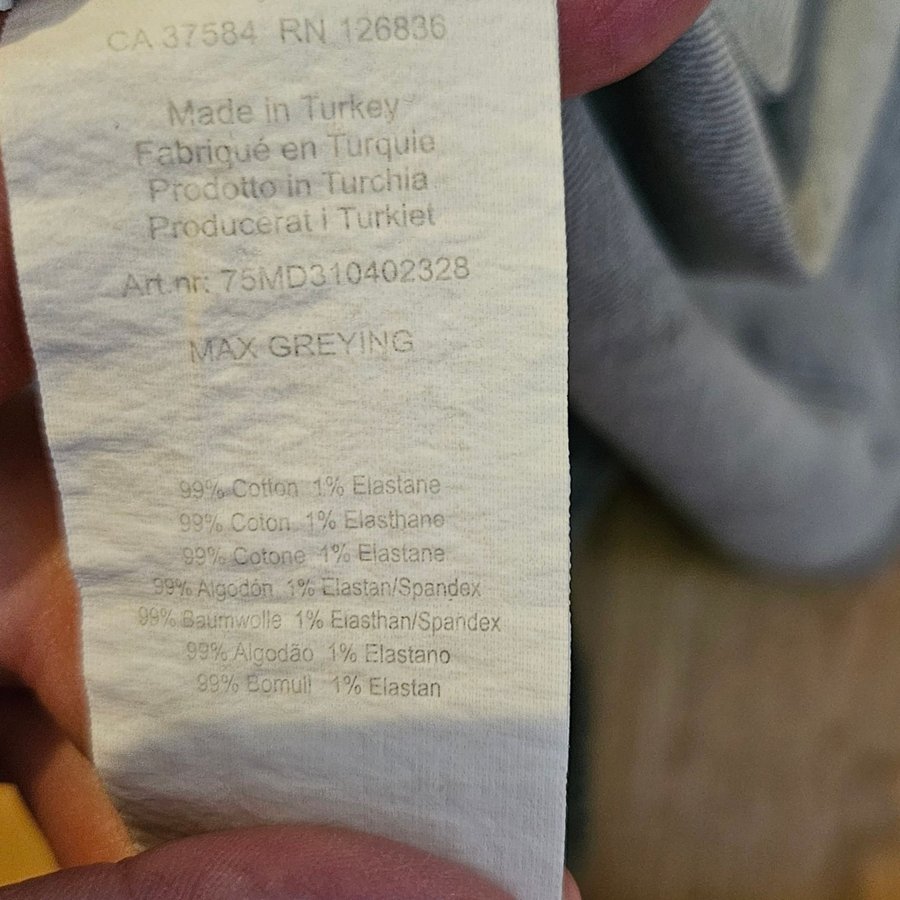 CA 37584 RN 126836
Made in Turkey
Fabriqué en Turquie
Prodotto in Turchia
Producerat i Turkiet
Art.nr: 75MD310402328
MAX GREYING
99% Cotton 1% Elastane
99% Coton 1% Elasthane
99% Cotone 1% Elastane
99% Algodón 1% Elastan/Spandex
99% Baumwolle 1% Elasthan/Spandex
99% Algodão 1% Elastano
99% Bomull 1% Elastan